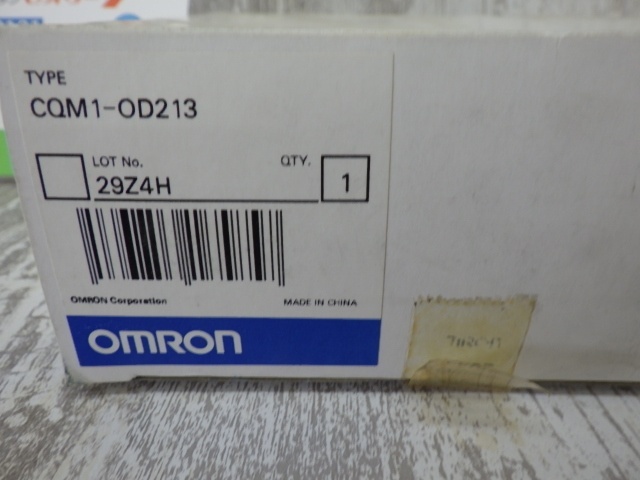 TYPE
CQM1-OD213
LOT No. QTY.
29Z4H 1
OMRON Corporation MADE IN CHINA
OMRON